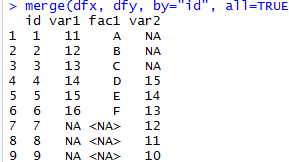 > merge(dfx, dfy, by="id", all=TRUE
id var1 fac1 var2
1 1 11 A NA
2 2 12 B NA
3 3 13 C NA
4 4 14 D 15
5 5 15 E 14
6 6 16 F 13
7 7 NA <NA> 12
8 8 NA <NA> 11
9 9 NA <NA> 10